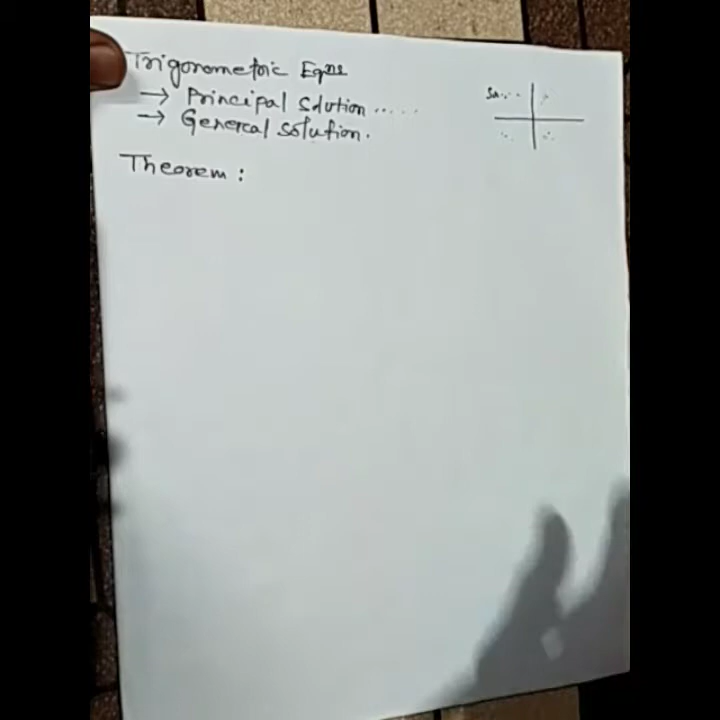 Trigonometric Eqns
→ Principal Solution .....
→ General Solution.
Theorem :